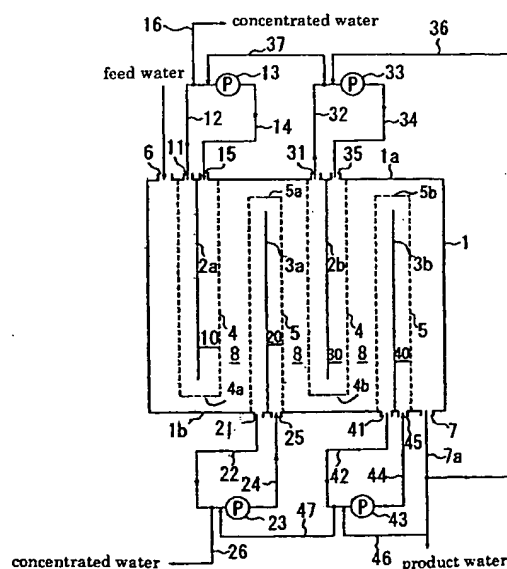 16
concentrated water
37
36
feed water
P
13
P
33
12
14
32
34
6
11
15
31
35
1a
5a
5b
1
2a
3a
2b
3b
4
5
4
5
10
8
20
8
30
8
40
4a
4b
1b
21
25
41
45
7
7a
22
24
42
44
P
23
P
43
26
47
46
concentrated water
product water